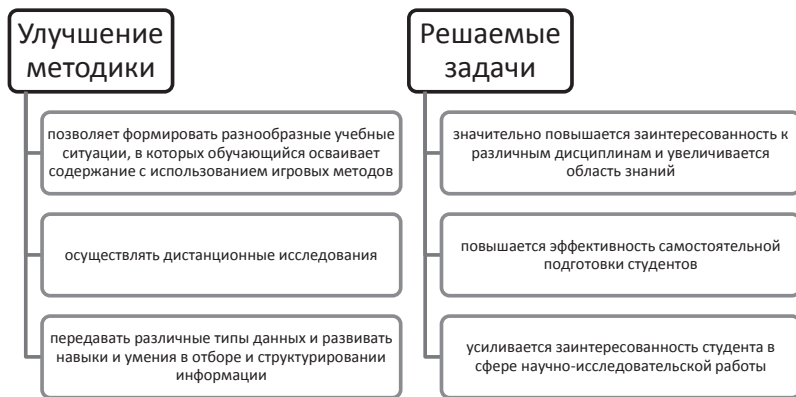 Улучшение
методики
позволяет формировать разнообразные учебные
ситуации, в которых обучающийся осваивает
содержание с использованием игровых методов
осуществлять дистанционные исследования
передавать различные типы данных и развивать
навыки и умения в отборе и структурировании
информации
Решаемые
задачи
значительно повышается заинтересованность к
различным дисциплинам и увеличивается
область знаний
повышается эффективность самостоятельной
подготовки студентов
усиливается заинтересованность студента в
сфере научно-исследовательской работы